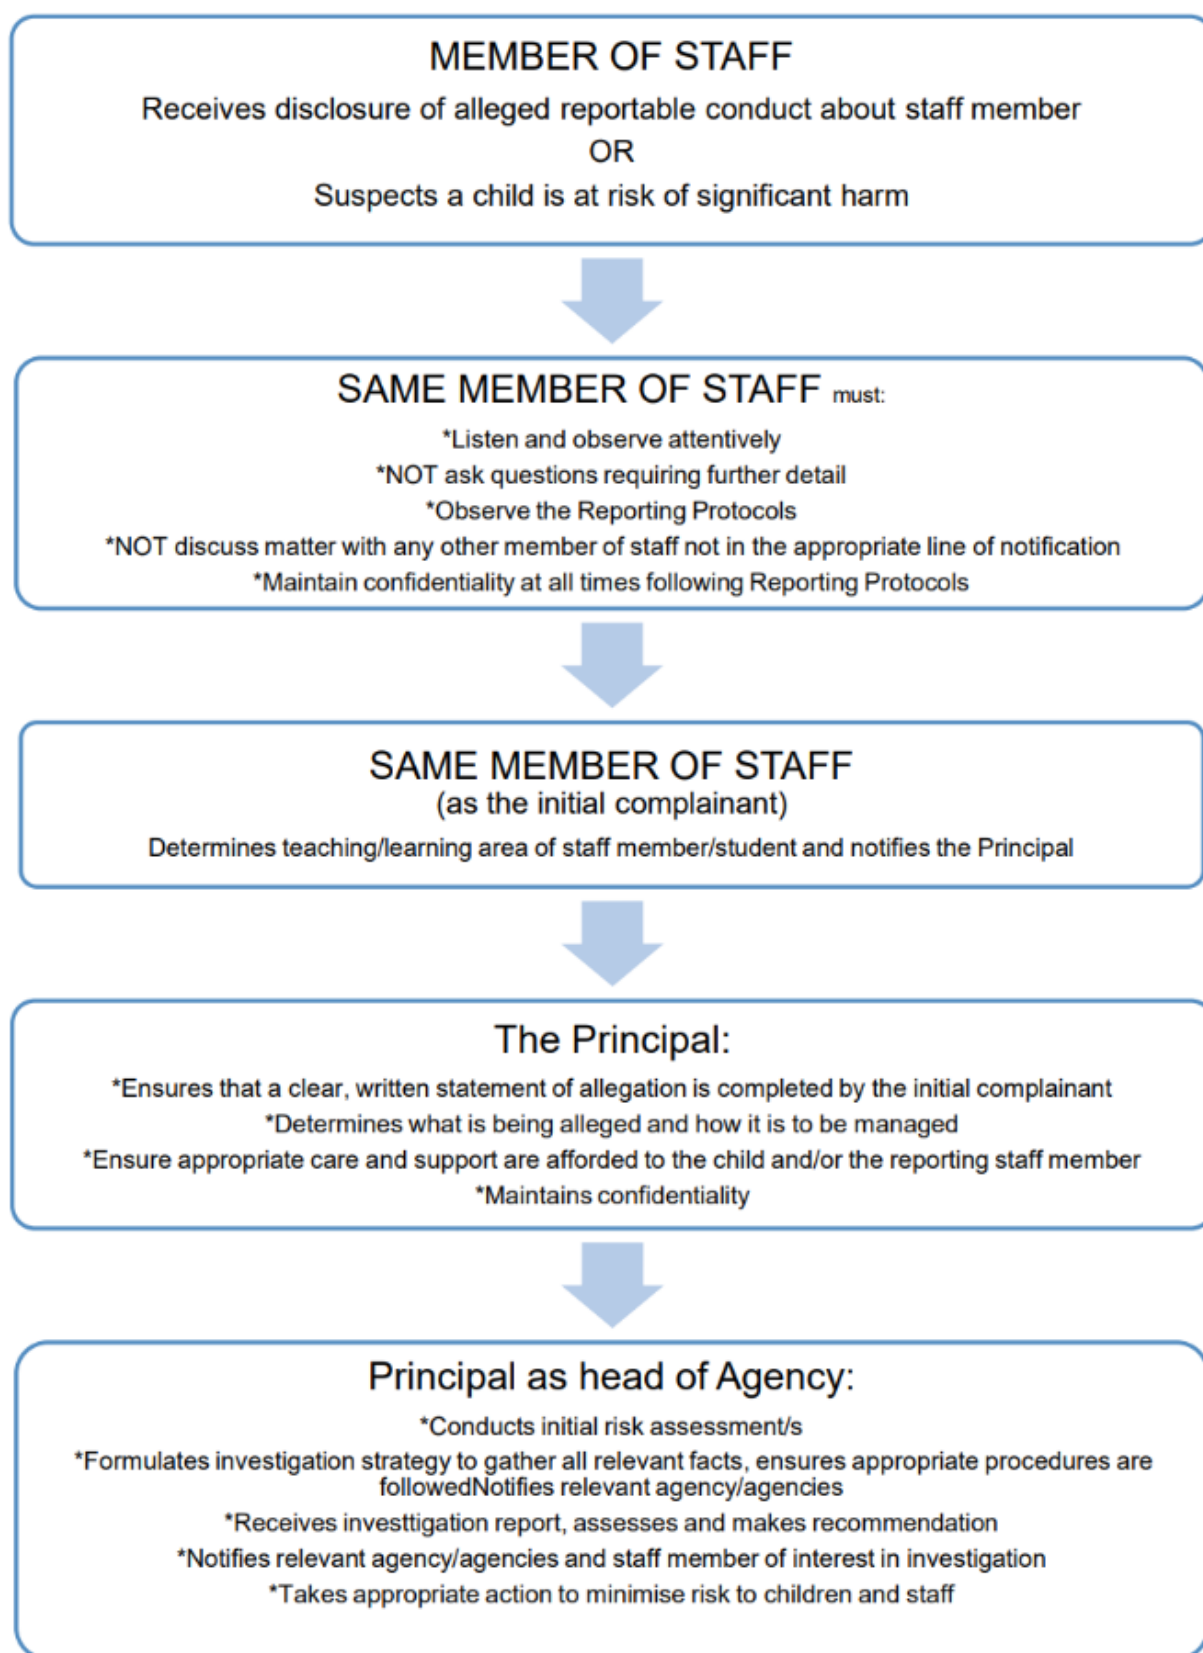 MEMBER OF STAFF
Receives disclosure of alleged reportable conduct about staff member
OR
Suspects a child is at risk of significant harm
SAME MEMBER OF STAFF must:
*Listen and observe attentively
*NOT ask questions requiring further detail
*Observe the Reporting Protocols
*NOT discuss matter with any other member of staff not in the appropriate line of notification
*Maintain confidentiality at all times following Reporting Protocols
SAME MEMBER OF STAFF
(as the initial complainant)
Determines teaching/learning area of staff member/student and notifies the Principal
The Principal:
*Ensures that a clear, written statement of allegation is completed by the initial complainant
*Determines what is being alleged and how it is to be managed
*Ensure appropriate care and support are afforded to the child and/or the reporting staff member
*Maintains confidentiality
Principal as head of Agency:
*Conducts initial risk assessment/s
*Formulates investigation strategy to gather all relevant facts, ensures appropriate procedures are
followedNotifies relevant agency/agencies
*Receives investtigation report, assesses and makes recommendation
*Notifies relevant agency/agencies and staff member of interest in investigation
*Takes appropriate action to minimise risk to children and staff